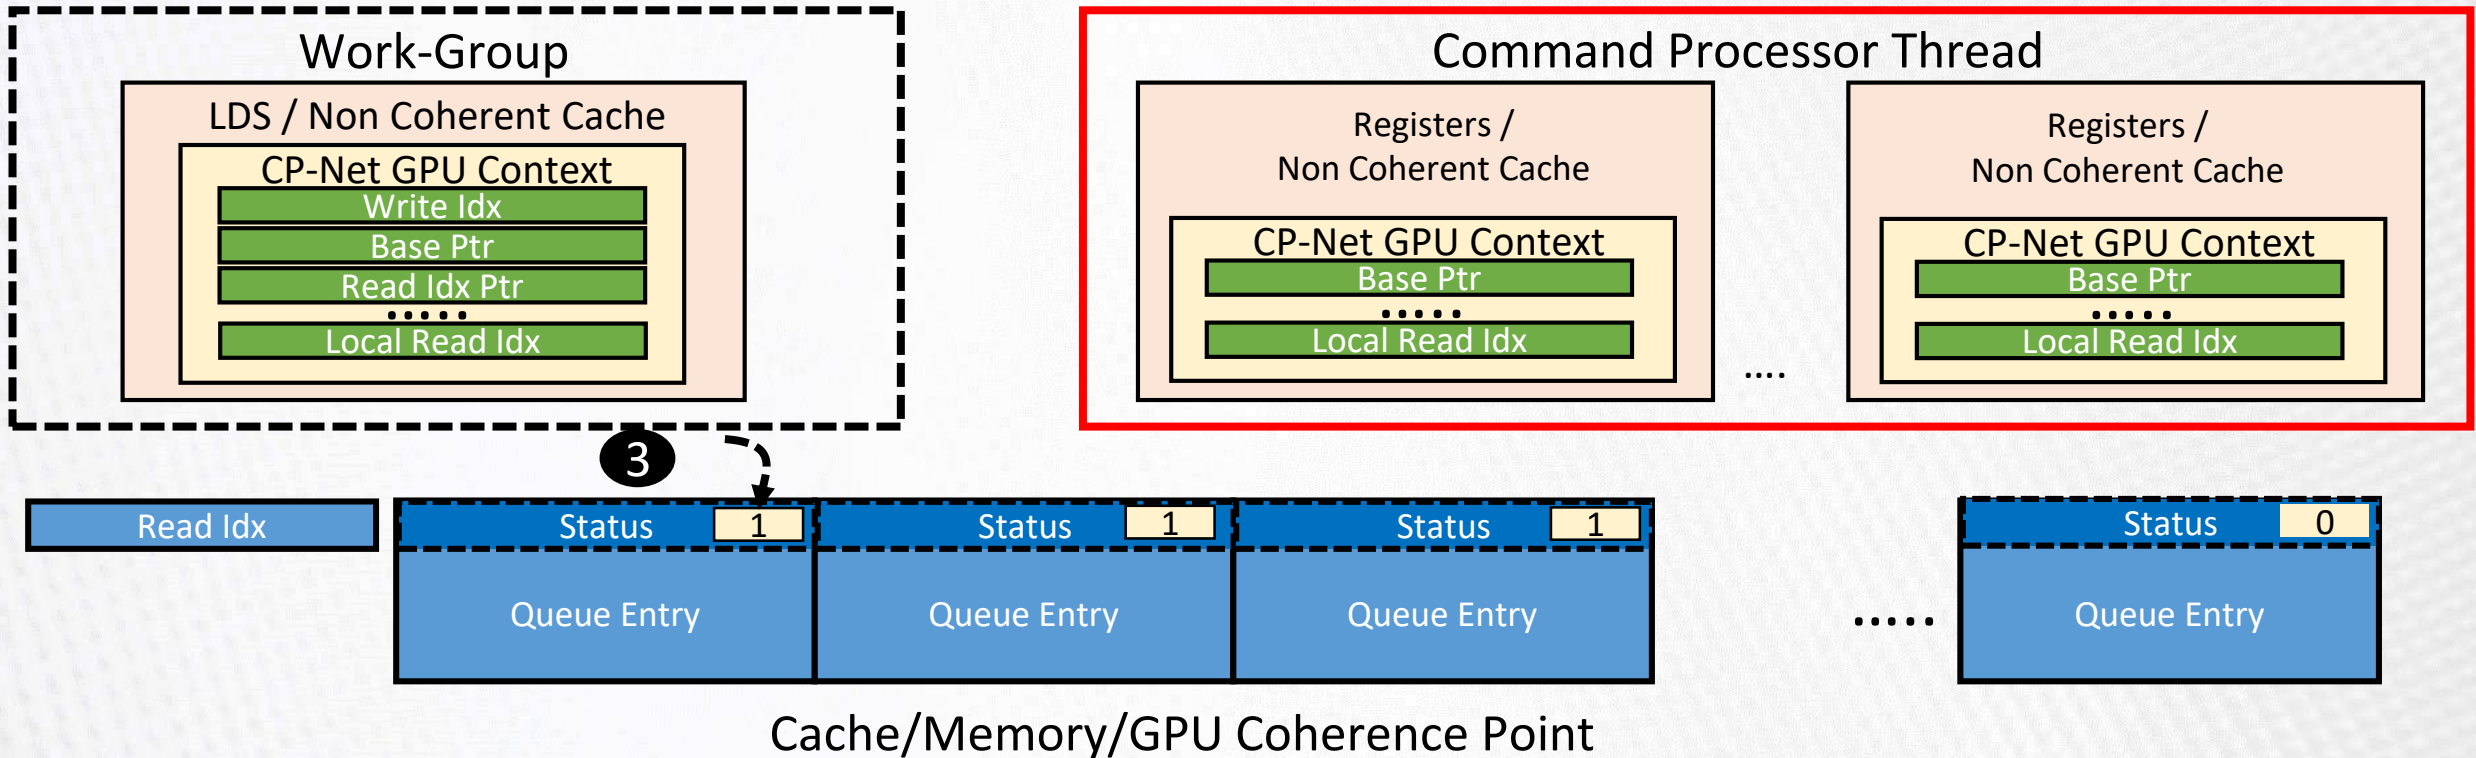 Work-Group
LDS / Non Coherent Cache
CP-Net GPU Context
Write Idx
Base Ptr
Read Idx Ptr
.....
Local Read Idx
Command Processor Thread
Registers /
Non Coherent Cache
CP-Net GPU Context
Base Ptr
.....
Local Read Idx
....
Registers /
Non Coherent Cache
CP-Net GPU Context
Base Ptr
.....
Local Read Idx
3
Read Idx
Status 1
Queue Entry
Status 1
Queue Entry
Status 1
Queue Entry
.....
Status 0
Queue Entry
Cache/Memory/GPU Coherence Point